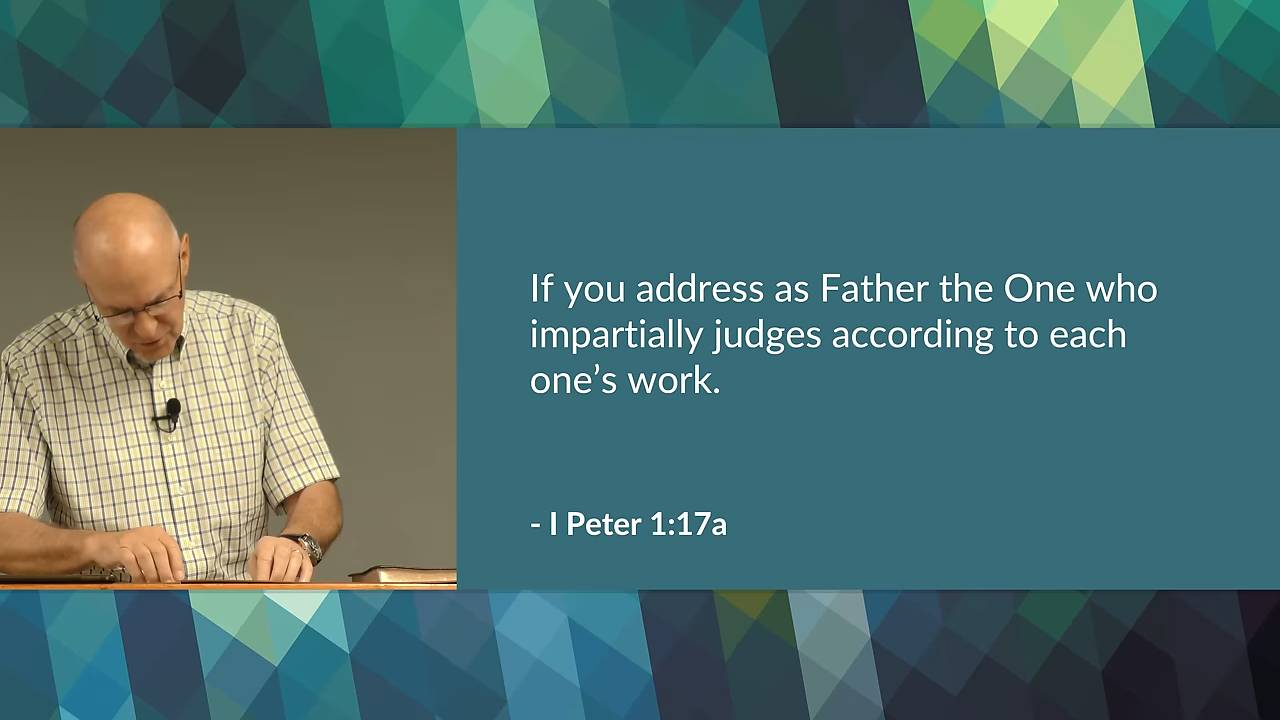 If you address as Father the One who
impartially judges according to each
one’s work.
- I Peter 1:17a